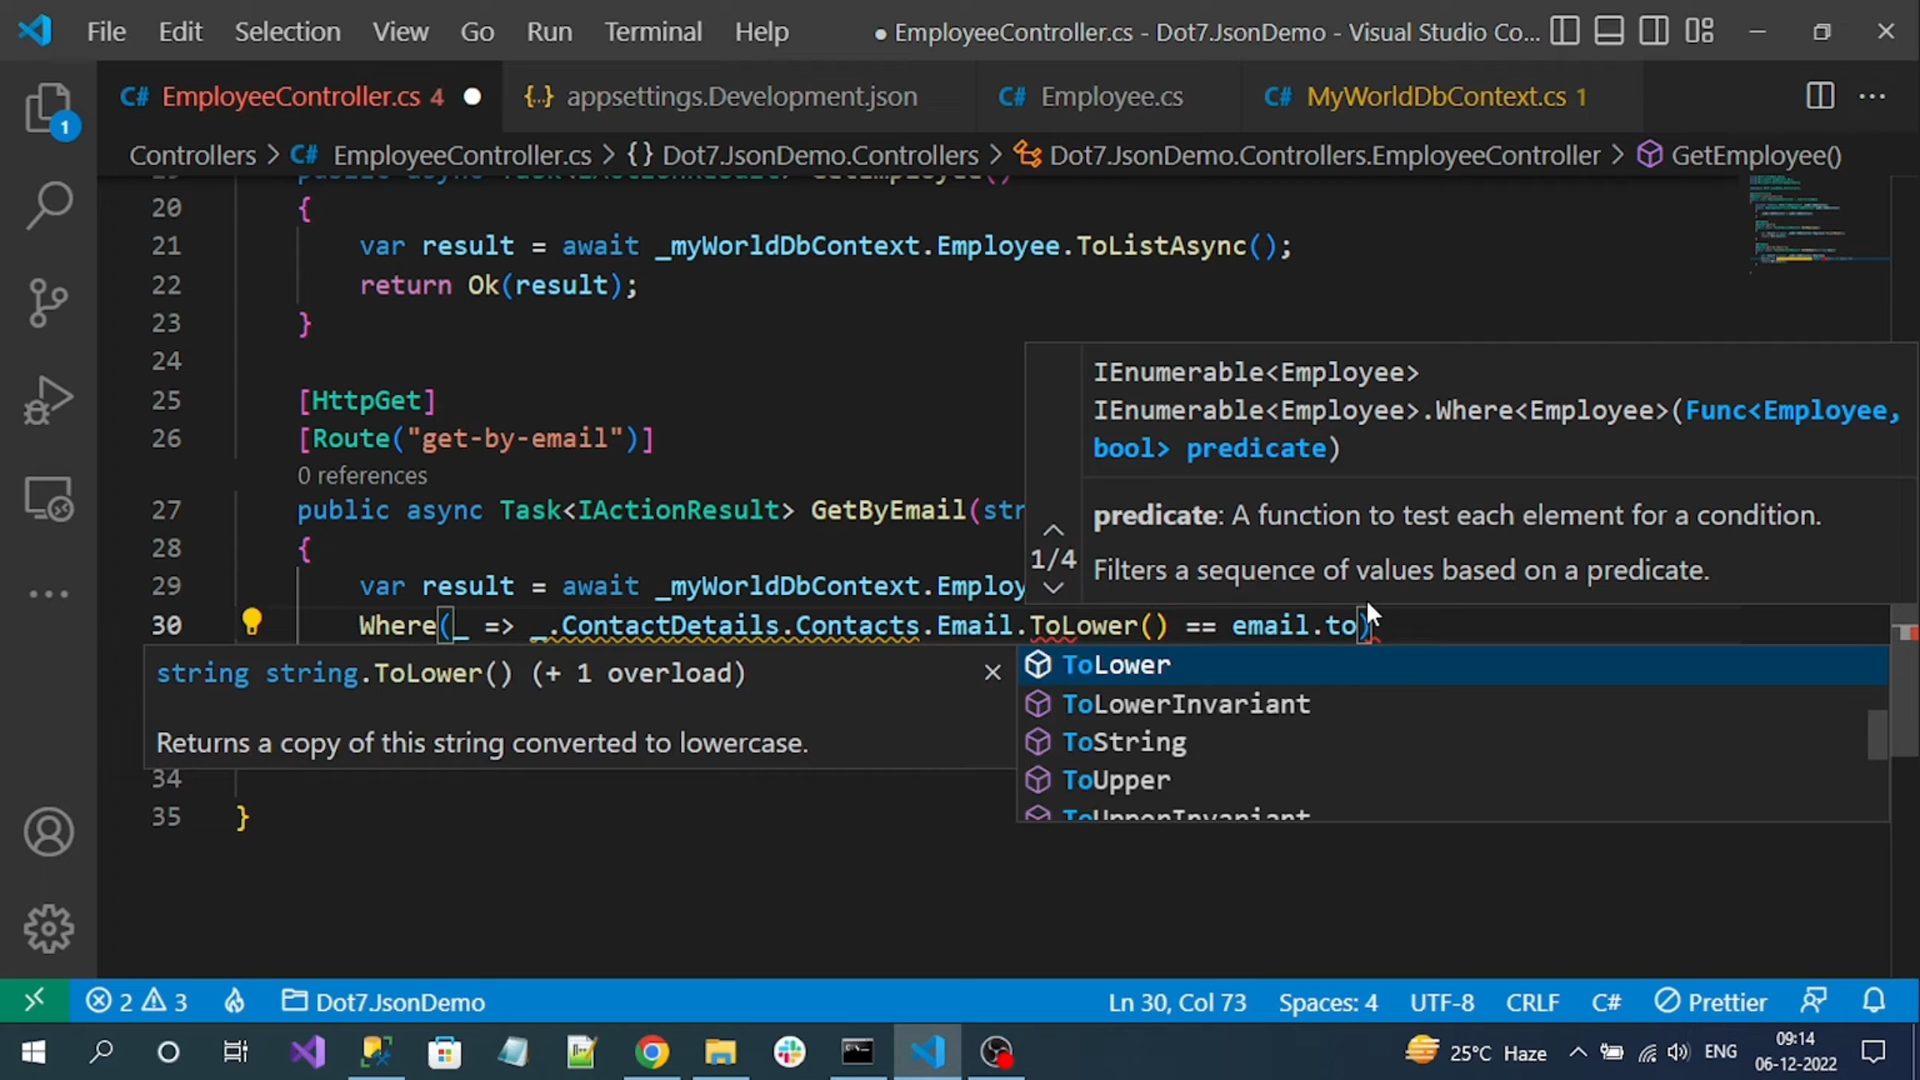 File Edit Selection View Go Run Terminal Help ● EmployeeController.cs - Dot7.JsonDemo - Visual Studio Co...
C# EmployeeController.cs 4 {..} appsettings.Development.json C# Employee.cs C# MyWorldDbContext.cs 1
Controllers > C# EmployeeController.cs > {} Dot7.JsonDemo.Controllers > Dot7.JsonDemo.Controllers.EmployeeController > GetEmployee()
1
20 {
21 var result = await _myWorldDbContext.Employee.ToListAsync();
22 return Ok(result);
23 }
24
25 [HttpGet]
26 [Route("get-by-email")]
0 references
27 public async Task<IActionResult> GetByEmail(str
28 {
29 var result = await _myWorldDbContext.Employ
30 Where(_ => _.ContactDetails.Contacts.Email.ToLower() == email.to)
IEnumerable<Employee>
IEnumerable<Employee>.Where<Employee>(Func<Employee,
bool> predicate)
predicate: A function to test each element for a condition.
1/4
Filters a sequence of values based on a predicate.
string string.ToLower() (+ 1 overload) ×
Returns a copy of this string converted to lowercase.
ToLower
ToLowerInvariant
ToString
ToUpper
ToUpperInvariant
34
35 }
2 3 Dot7.JsonDemo Ln 30, Col 73 Spaces: 4 UTF-8 CRLF C# Prettier
25°C Haze ENG 09:14
06-12-2022